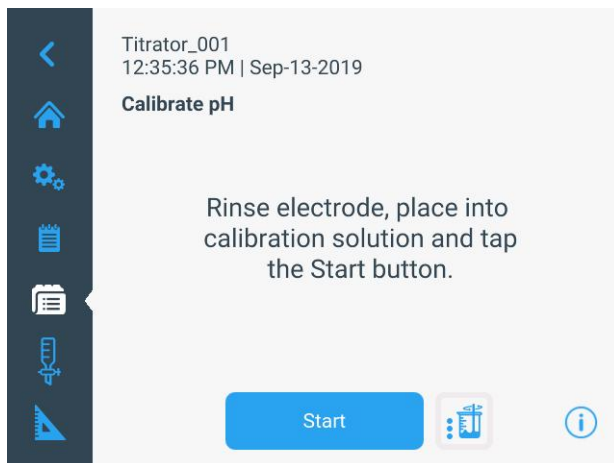 Titrator_001
12:35:36 PM | Sep-13-2019
Calibrate pH
Rinse electrode, place into
calibration solution and tap
the Start button.
Start